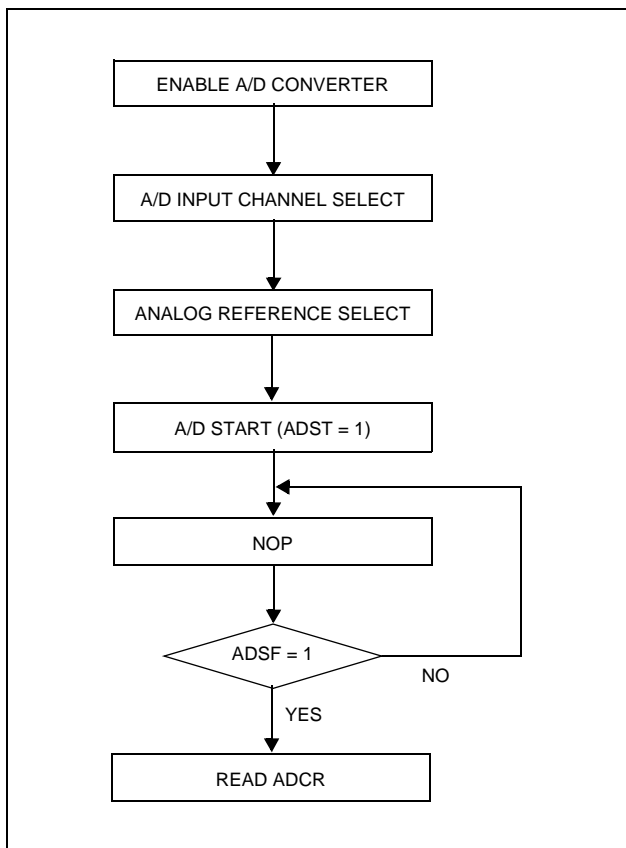 ENABLE A/D CONVERTER
A/D INPUT CHANNEL SELECT
ANALOG REFERENCE SELECT
A/D START (ADST = 1)
NOP
ADSF = 1
NO
YES
READ ADCR